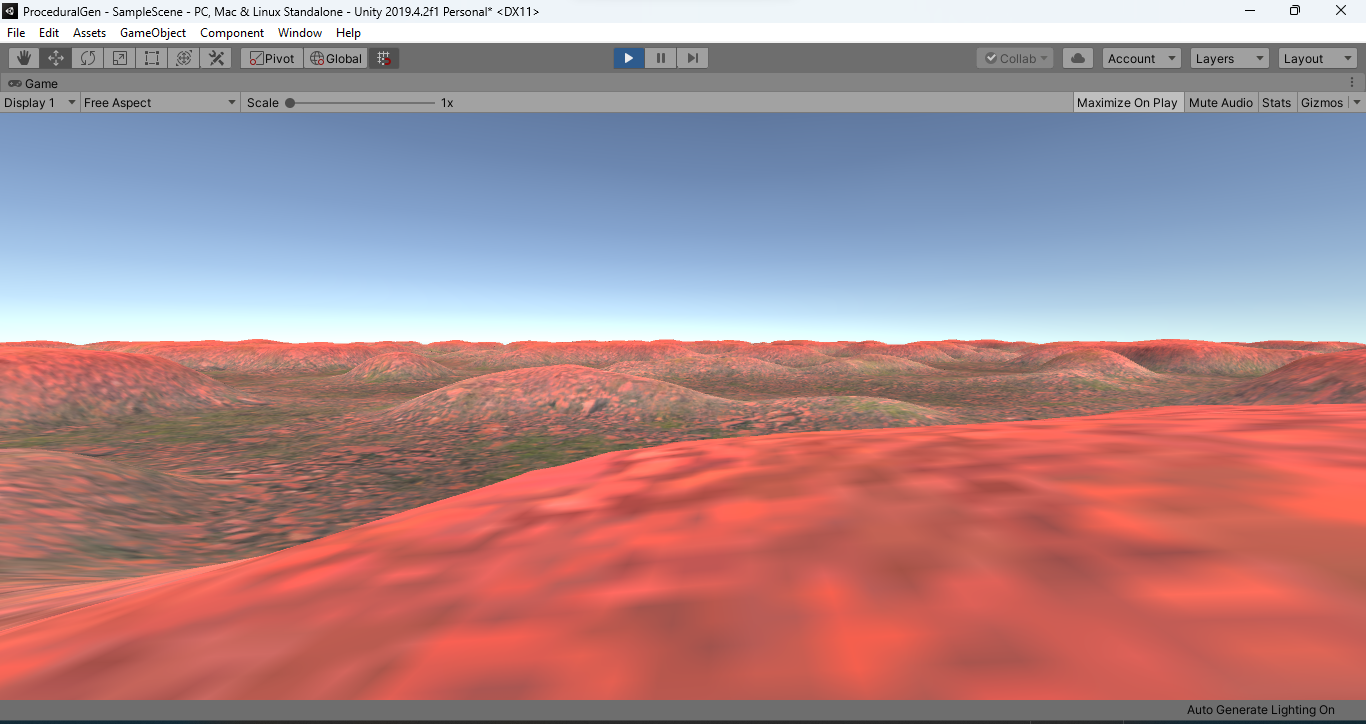 ProceduralGen - SampleScene - PC, Mac & Linux Standalone - Unity 2019.4.2f1 Personal* <DX11>
File Edit Assets GameObject Component Window Help
Pivot Global Collab Account Layers Layout
Game
Display 1 Free Aspect Scale 1x Maximize On Play Mute Audio Stats Gizmos
Auto Generate Lighting On